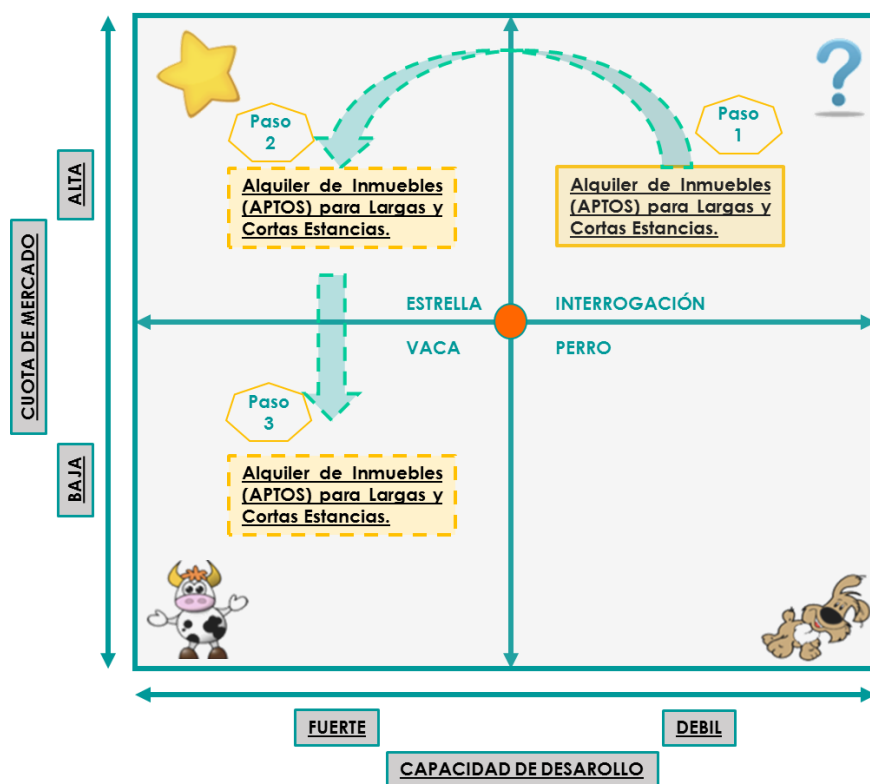 Paso
2
Paso
1
Alquiler de Inmuebles
(APTOS) para Largas y
Cortas Estancias.
Alquiler de Inmuebles
(APTOS) para Largas y
Cortas Estancias.
ALTA
CUOTA DE MERCADO
ESTRELLA
INTERROGACIÓN
VACA
PERRO
Paso
3
BAJA
Alquiler de Inmuebles
(APTOS) para Largas y
Cortas Estancias.
FUERTE
DEBIL
CAPACIDAD DE DESAROLLO